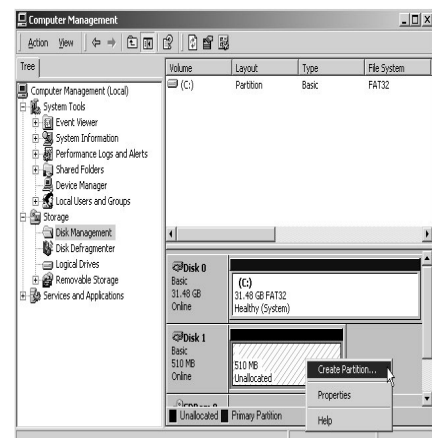 Computer Management
Action View
Tree
Computer Management (Local)
System Tools
Event Viewer
System Information
Performance Logs and Alerts
Shared Folders
Device Manager
Local Users and Groups
Storage
Disk Management
Disk Defragmenter
Logical Drives
Removable Storage
Services and Applications
Volume Layout Type File System
(C:) Partition Basic FAT32
Disk 0
Basic
31.48 GB
Online
(C:)
31.48 GB FAT32
Healthy (System)
Disk 1
Basic
510 MB
Online
510 MB
Unallocated
Create Partition...
Properties
Help
Unallocated Primary Partition